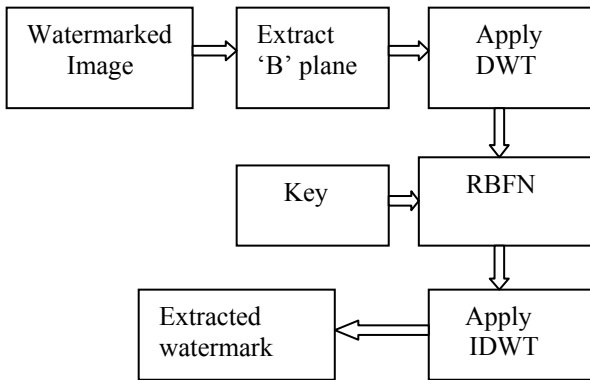 Watermarked
Image
Extract
‘B’ plane
Apply
DWT
Key
RBFN
Extracted
watermark
Apply
IDWT